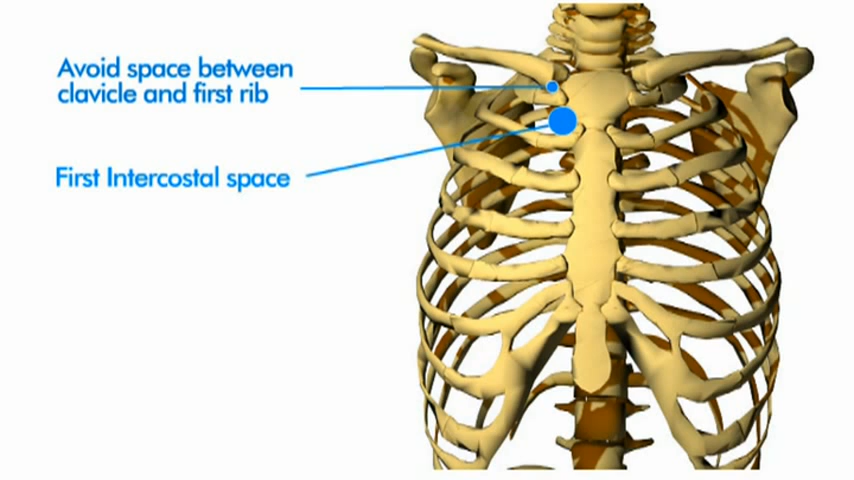 Avoid space between
clavicle and first rib
First Intercostal space